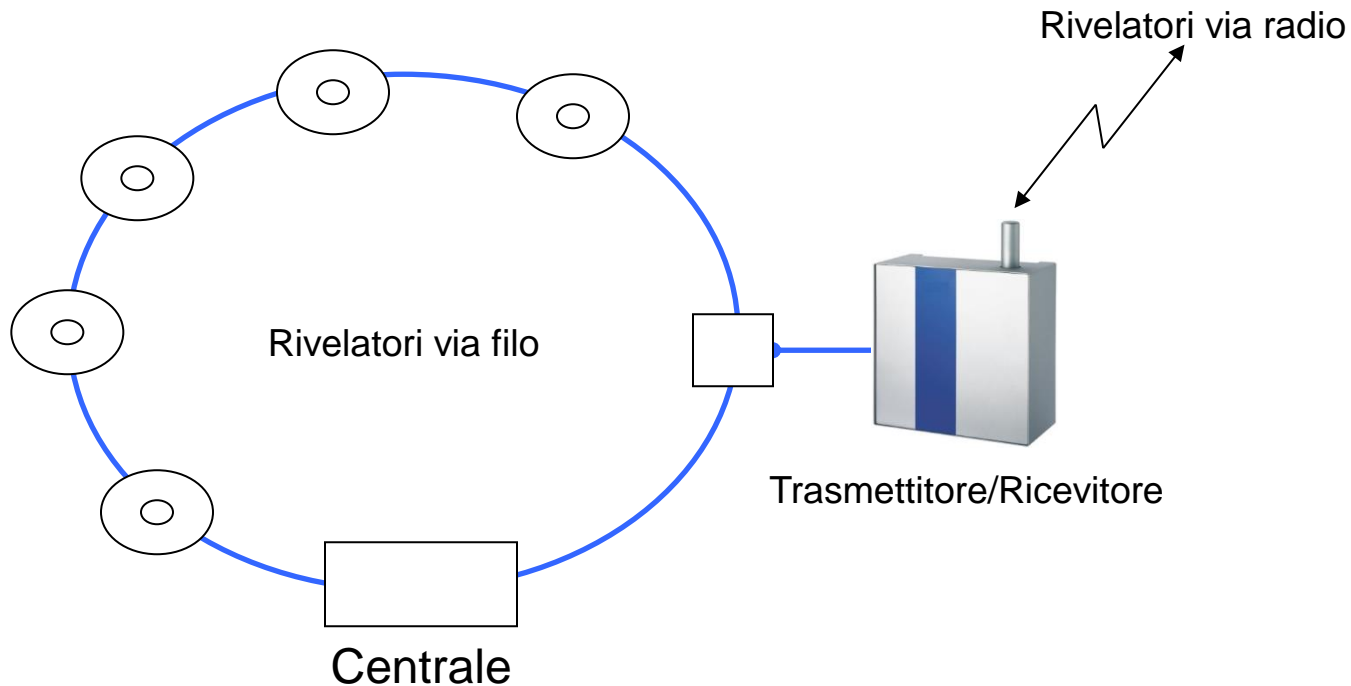 Rivelatori via radio
Rivelatori via filo
Trasmettitore/Ricevitore
Centrale